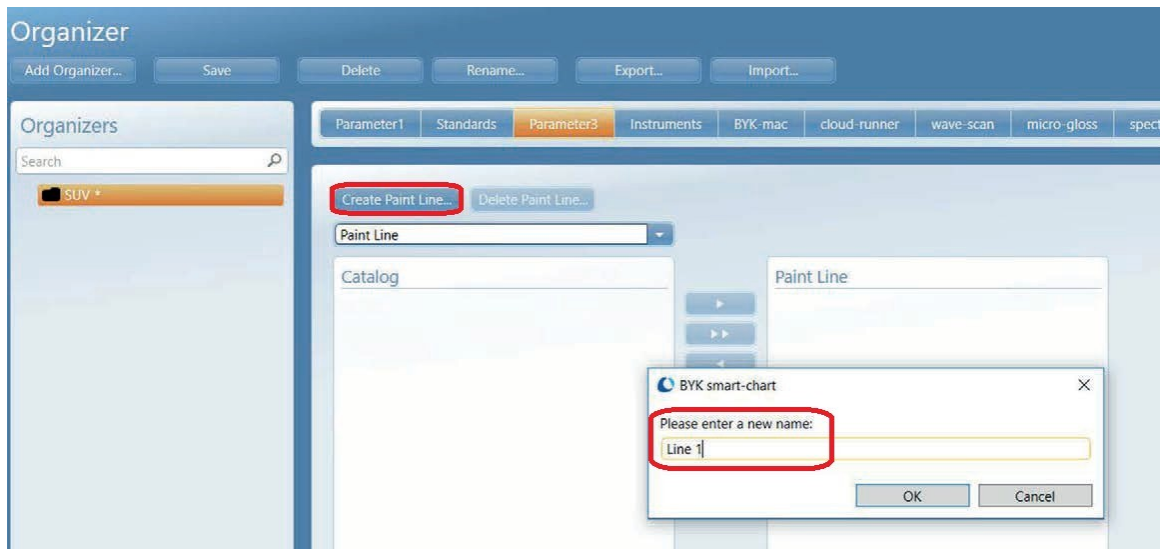 Organizer
Add Organizer... Save Delete Rename... Export... Import...
Organizers
Search
SUV *
Parameter1 Standards Parameter3 Instruments BYK-mac cloud-runner wave-scan micro-gloss spect
Create Paint Line... Delete Paint Line...
Paint Line
Catalog
Paint Line
BYK smart-chart
Please enter a new name:
Line 1
OK Cancel